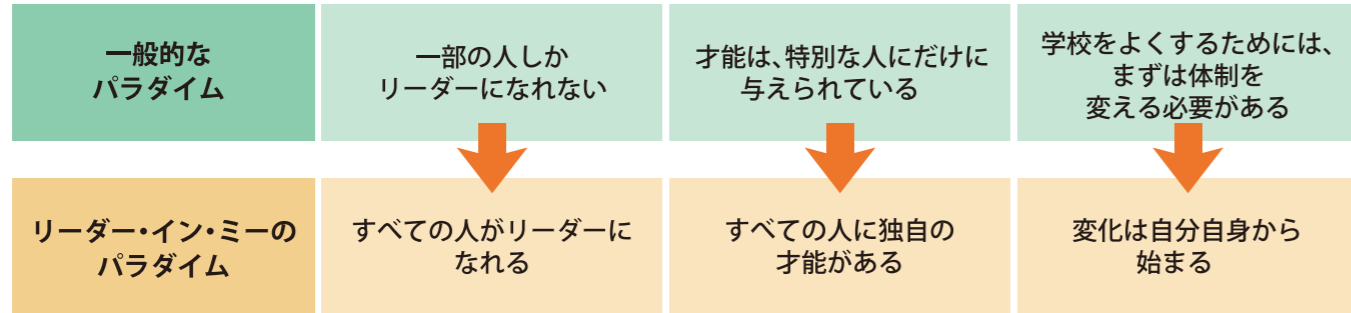 一般的な
パラダイム
一部の人しか
リーダーになれない
才能は、特別な人にだけに
与えられている
学校をよくするためには、
まずは体制を
変える必要がある
リーダー・イン・ミーの
パラダイム
すべての人がリーダーに
なれる
すべての人に独自の
才能がある
変化は自分自身から
始まる